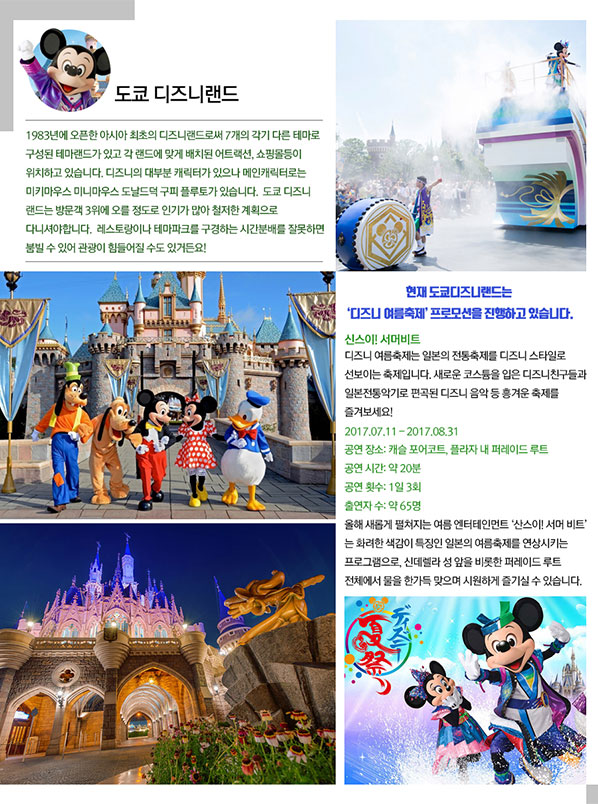 도쿄 디즈니랜드
1983년에 오픈한 아시아 최초의 디즈니랜드로써 7개의 각기 다른 테마로
구성된 테마랜드가 있고 각 랜드에 맞게 배치된 어트랙션, 쇼핑몰등이
위치하고 있습니다. 디즈니의 대부분 캐릭터가 있으나 메인캐릭터로는
미키마우스 미니마우스 도날드덕 구피 플루토가 있습니다. 도쿄 디즈니
랜드는 방문객 3위에 오를 정도로 인기가 많아 철저한 계획으로
다니셔야합니다. 레스토랑이나 테마파크를 구경하는 시간분배를 잘못하면
붐빌 수 있어 관광이 힘들어질 수도 있거든요!
현재 도쿄디즈니랜드는
‘디즈니 여름축제’ 프로모션을 진행하고 있습니다.
신스이! 서머비트
디즈니 여름축제는 일본의 전통축제를 디즈니 스타일로
선보이는 축제입니다. 새로운 코스튬을 입은 디즈니친구들과
일본전통악기로 편곡된 디즈니 음악 등 흥겨운 축제를
즐겨보세요!
2017.07.11 – 2017.08.31
공연 장소: 캐슬 포어코트, 플라자 내 퍼레이드 루트
공연 시간: 약 20분
공연 횟수: 1일 3회
출연자 수: 약 65명
올해 새롭게 펼쳐지는 여름 엔터테인먼트 ‘산스이! 서머 비트’
는 화려한 색감이 특징인 일본의 여름축제를 연상시키는
프로그램으로, 신데렐라 성 앞을 비롯한 퍼레이드 루트
전체에서 물을 한가득 맞으며 시원하게 즐기실 수 있습니다.
ディズニー
夏祭